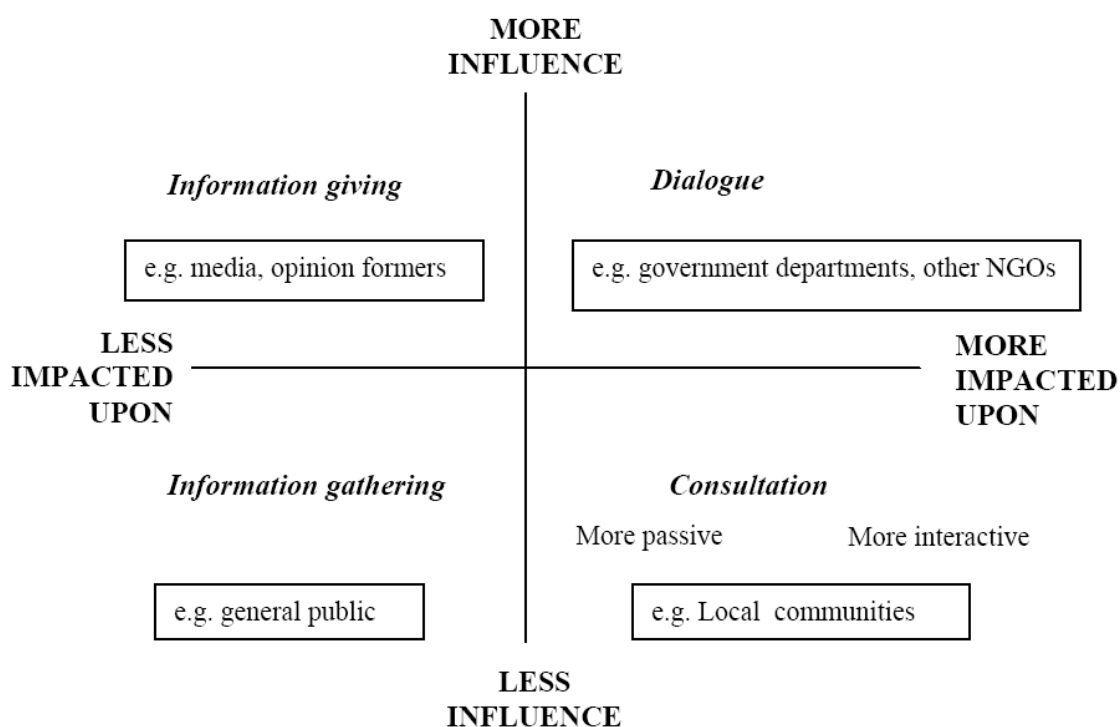 MORE
INFLUENCE
Information giving
Dialogue
e.g. media, opinion formers
e.g. government departments, other NGOs
LESS
IMPACTED
UPON
MORE
IMPACTED
UPON
Information gathering
Consultation
More passive
More interactive
e.g. general public
e.g. Local communities
LESS
INFLUENCE